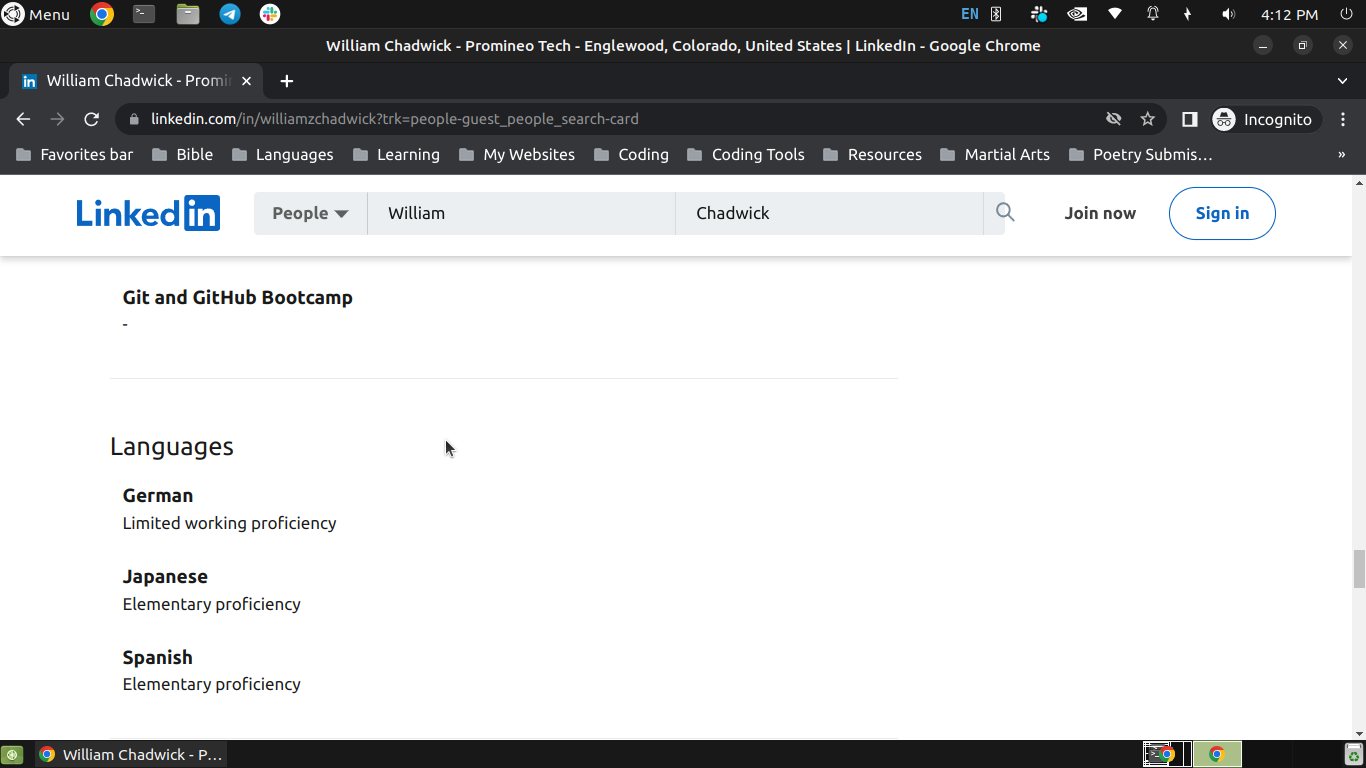 Menu
EN
4:12 PM
William Chadwick - Promineo Tech - Englewood, Colorado, United States | LinkedIn - Google Chrome
William Chadwick - Promi
linkedin.com/in/williamzchadwick?trk=people-guest_people_search-card
Incognito
Favorites bar
Bible
Languages
Learning
My Websites
Coding
Coding Tools
Resources
Martial Arts
Poetry Submis…
»
Linked in
People
William
Chadwick
Join now
Sign in
Git and GitHub Bootcamp
-
Languages
German
Limited working proficiency
Japanese
Elementary proficiency
Spanish
Elementary proficiency
William Chadwick - P...